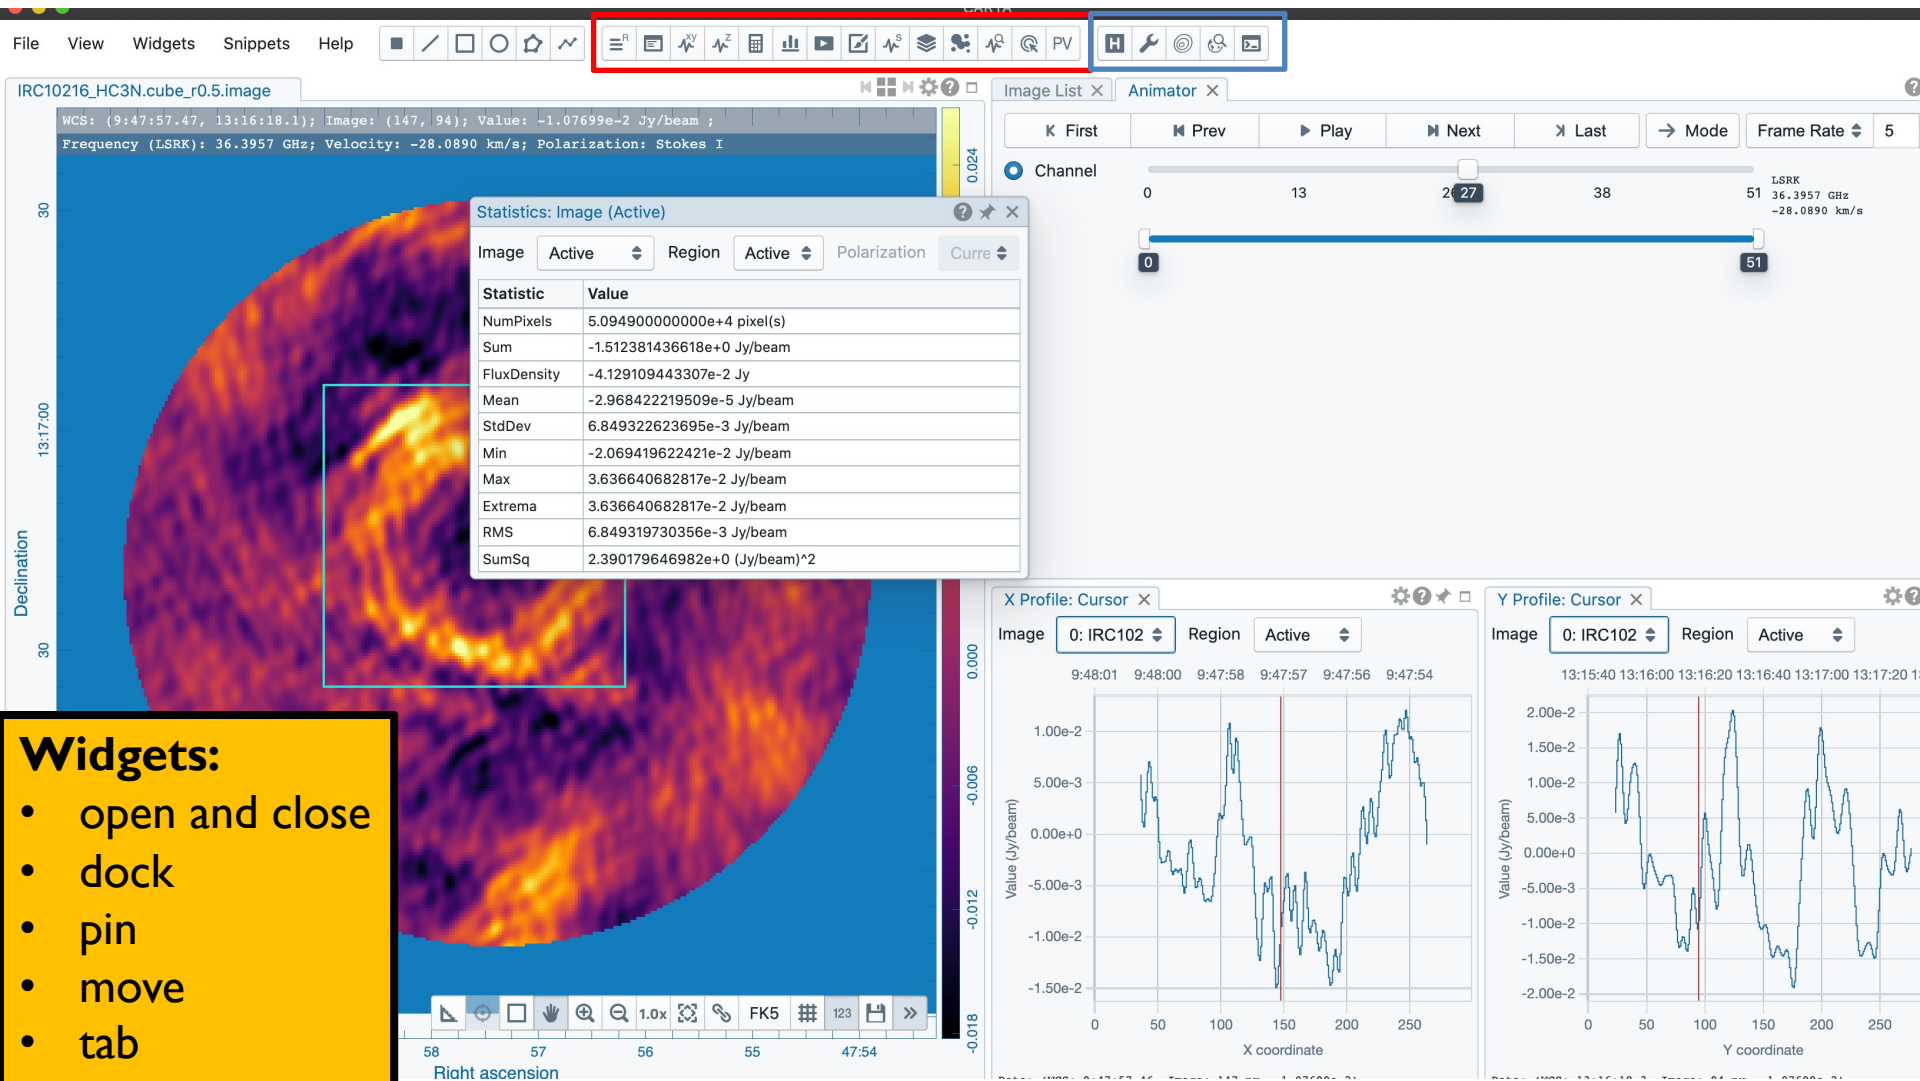 CARTA
File View Widgets Snippets Help
R XY Z S PV H
IRC10216_HC3N.cube_r0.5.image
Image List Animator
WCS: (9:47:57.47, 13:16:18.1); Image: (147, 94); Value: -1.07699e-2 Jy/beam ;
Frequency (LSRK): 36.3957 GHz; Velocity: -28.0890 km/s; Polarization: Stokes I
First Prev Play Next Last Mode Frame Rate 5
Channel
0 13 27 38 51
LSRK
36.3957 GHz
-28.0890 km/s
0 51
Statistics: Image (Active)
Image Active Region Active Polarization Curre
Statistic Value
NumPixels 5.094900000000e+4 pixel(s)
Sum -1.512381436618e+0 Jy/beam
FluxDensity -4.129109443307e-2 Jy
Mean -2.968422219509e-5 Jy/beam
StdDev 6.849322623695e-3 Jy/beam
Min -2.069419622421e-2 Jy/beam
Max 3.636640682817e-2 Jy/beam
Extrema 3.636640682817e-2 Jy/beam
RMS 6.849319730356e-3 Jy/beam
SumSq 2.390179646982e+0 (Jy/beam)^2
30
13:17:00
30
Declination
0.024
0.000
-0.006
-0.012
-0.018
Widgets:
• open and close
• dock
• pin
• move
• tab
1.0x FK5 123
58 57 56 55 47:54
Right ascension
X Profile: Cursor
Image 0: IRC102 Region Active
9:48:01 9:48:00 9:47:58 9:47:57 9:47:56 9:47:54
1.00e-2
5.00e-3
0.00e+0
-5.00e-3
-1.00e-2
-1.50e-2
Value (Jy/beam)
0 50 100 150 200 250
X coordinate
Y Profile: Cursor
Image 0: IRC102 Region Active
13:15:40 13:16:00 13:16:20 13:16:40 13:17:00 13:17:20
2.00e-2
1.50e-2
1.00e-2
5.00e-3
0.00e+0
-5.00e-3
-1.00e-2
-1.50e-2
-2.00e-2
Value (Jy/beam)
0 50 100 150 200 250
Y coordinate